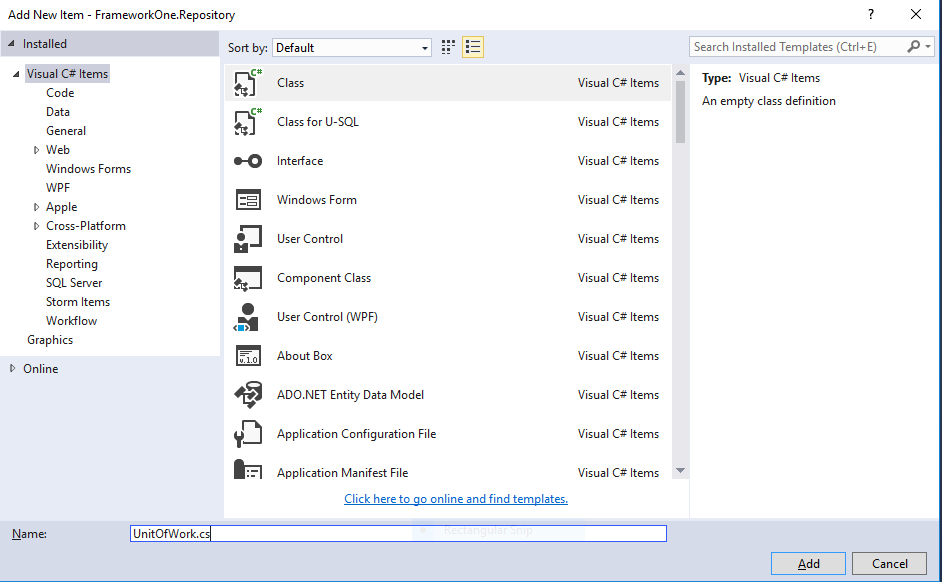 Add New Item - FrameworkOne.Repository
?
Installed
Visual C# Items
Code
Data
General
Web
Windows Forms
WPF
Apple
Cross-Platform
Extensibility
Reporting
SQL Server
Storm Items
Workflow
Graphics
Online
Sort by: Default
Search Installed Templates (Ctrl+E)
C# Class Visual C# Items
C# Class for U-SQL Visual C# Items
Interface Visual C# Items
Windows Form Visual C# Items
User Control Visual C# Items
Component Class Visual C# Items
User Control (WPF) Visual C# Items
v.1.0 About Box Visual C# Items
ADO.NET Entity Data Model Visual C# Items
Application Configuration File Visual C# Items
Application Manifest File Visual C# Items
Click here to go online and find templates.
Type: Visual C# Items
An empty class definition
Rectangular Snip
Name: UnitOfWork.cs
Add Cancel